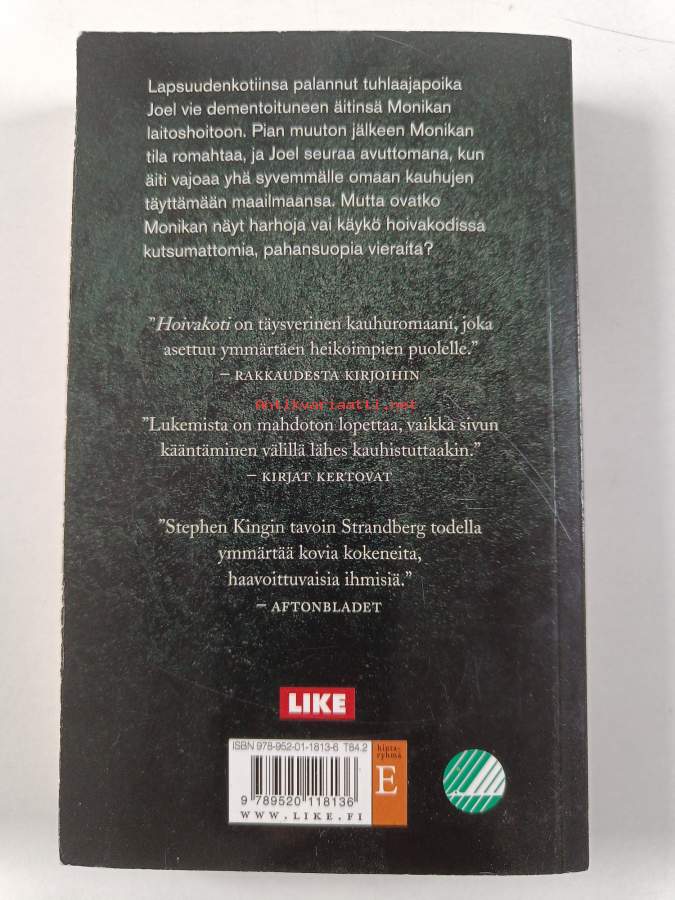 Lapsuudenkotiinsa palannut tuhlaajapoika
Joel vie dementoituneen äitinsä Monikan
laitoshoitoon. Pian muuton jälkeen Monikan
tila romahtaa, ja Joel seuraa avuttomana, kun
äiti vajoaa yhä syvemmälle omaan kauhujen
täyttämään maailmaansa. Mutta ovatko
Monikan näyt harhoja vai käykö hoivakodissa
kutsumattomia, pahansuopia vieraita?
”Hoivakoti on täysverinen kauhuromaani, joka
asettuu ymmärtäen heikoimpien puolelle.”
– RAKKAUDESTA KIRJOIHIN
Antikvariaatti.net
”Lukemista on mahdoton lopettaa, vaikka sivun
kääntäminen välillä lähes kauhistuttaakin.”
– KIRJAT KERTOVAT
”Stephen Kingin tavoin Strandberg todella
ymmärtää kovia kokeneita,
haavoittuvaisia ihmisiä.”
– AFTONBLADET
LIKE
ISBN 978-952-01-1813-6 T84.2
hinta-
ryhmä
E
9 789520 118136
WWW.LIKE.FI